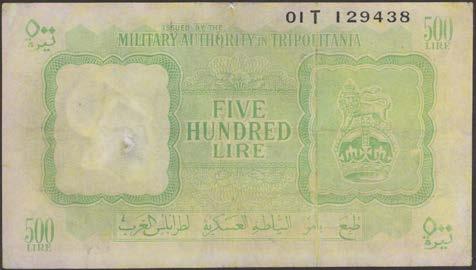 01T 129438
ISSUED BY THE
MILITARY AUTHORITY IN TRIPOLITANIA
٥٠٠
ليرة
500
LIRE
FIVE
HUNDRED
LIRE
500
LIRE
طبع بامر السلطة العسكرية لطرابلس الغرب
٥٠٠
ليرة